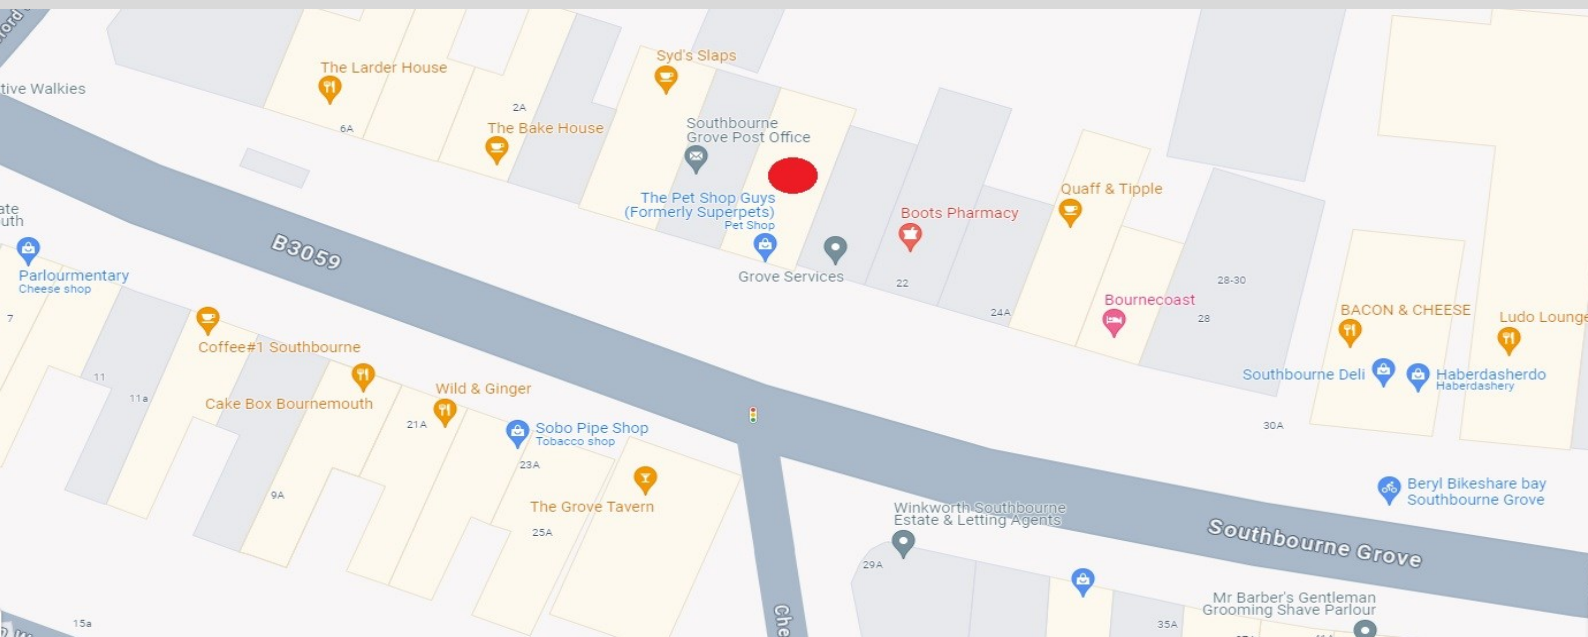 The Larder House
Syd's Slaps
tive Walkies
2A
6A
The Bake House
Southbourne
Grove Post Office
The Pet Shop Guys
(Formerly Superpets)
Pet Shop
Quaff & Tipple
Boots Pharmacy
Grove Services
22
24A
28-30
28
Bournecoast
BACON & CHEESE
Ludo Lounge
Southbourne Deli
Haberdasherdo
Haberdashery
30A
B3059
ate
uth
Parlourmentary
Cheese shop
7
Coffee#1 Southbourne
11
11a
Cake Box Bournemouth
Wild & Ginger
21A
Sobo Pipe Shop
Tobacco shop
23A
9A
The Grove Tavern
25A
Beryl Bikeshare bay
Southbourne Grove
Winkworth Southbourne
Estate & Letting Agents
Southbourne Grove
29A
Che
Mr Barber's Gentleman
Grooming Shave Parlour
35A
15a